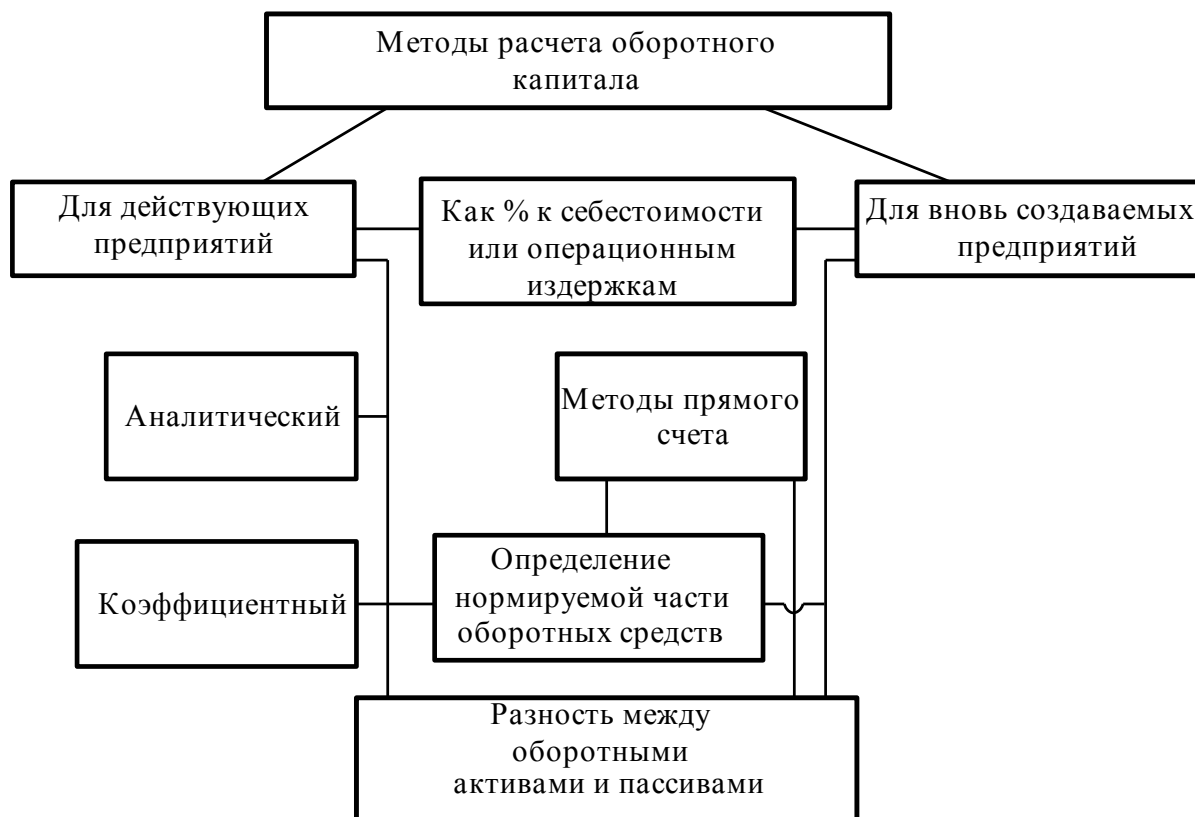 Методы расчета оборотного
капитала
Для действующих
предприятий
Как % к себестоимости
или операционным
издержкам
Для вновь создаваемых
предприятий
Аналитический
Методы прямого
счета
Коэффициентный
Определение
нормируемой части
оборотных средств
Разность между
оборотными
активами и пассивами